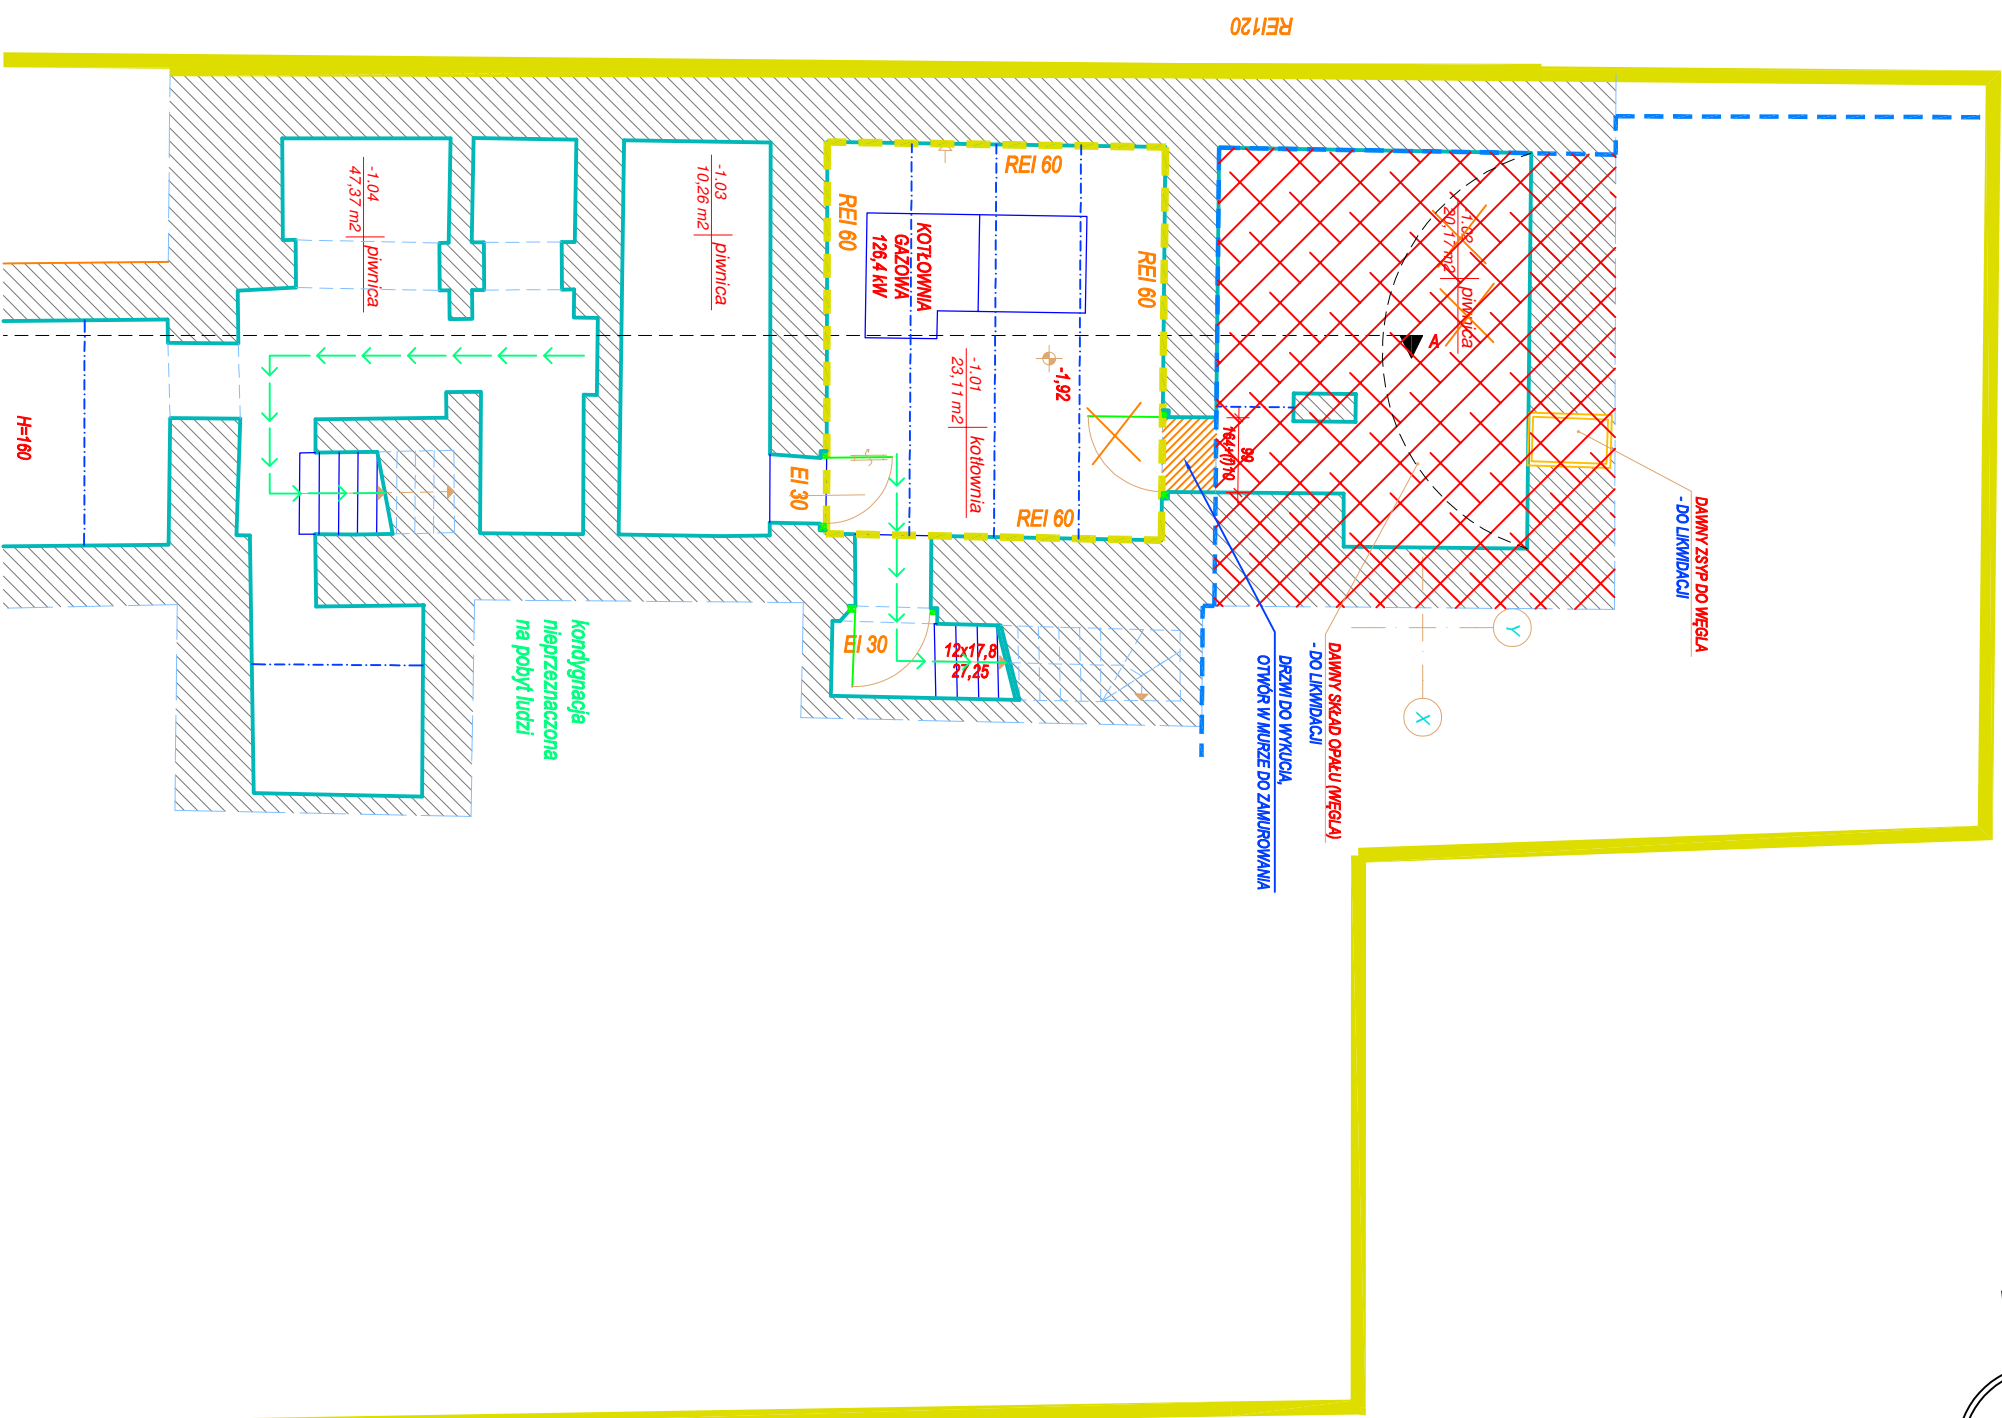 REI120
-1.04
47,37 m2
piwnica
-1.03
10,26 m2
piwnica
REI 60
REI 60
REI 60
REI 60
KOTŁOWNIA
GAZOWA
126,4 kW
-1.01
23,11 m2
kotłownia
-1,92
-1.02
20,17 m2
piwnica
A
90
EI 30
EI 30
12x17,8
27,25
H=160
kondygnacja
nieprzeznaczona
na pobyt ludzi
DAWNY ZSYP DO WĘGLA
- DO LIKWIDACJI
DAWNY SKŁAD OPAŁU (WĘGLA)
- DO LIKWIDACJI
DRZWI DO WYKUCIA,
OTWÓR W MURZE DO ZAMUROWANIA
Y
X